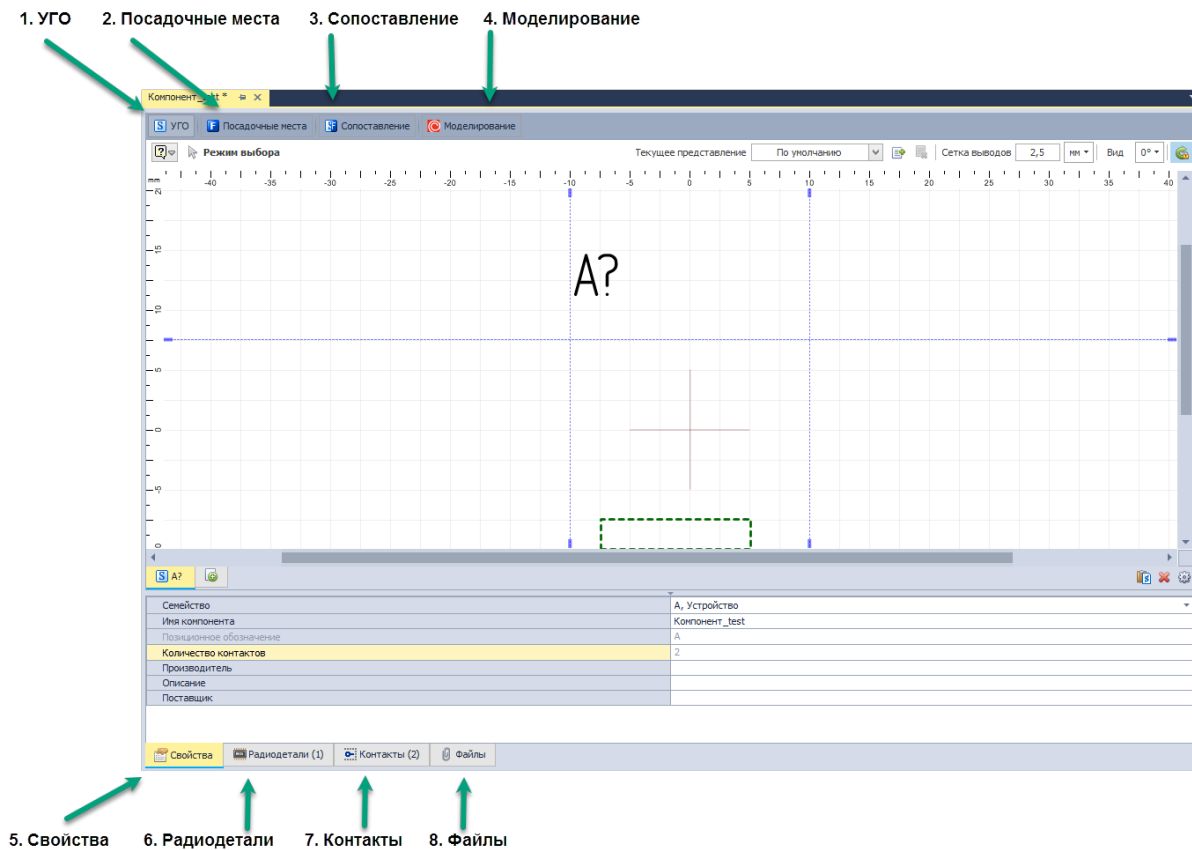 1. УГО 2. Посадочные места 3. Сопоставление 4. Моделирование
УГО Посадочные места Сопоставление Моделирование
Режим выбора Текущее представление По умолчанию Сетка выводов 2,5 мм Вид 0°
mm -40 -35 -30 -25 -20 -15 -10 -5 0 5 10 15 20 25 30 35 40
15
A?
10
5
0
-5
S A?
Семейство A, Устройство
Имя компонента Компонент_test
Позиционное обозначение A
Количество контактов 2
Производитель
Описание
Поставщик
Свойства Радиодетали (1) Контакты (2) Файлы
5. Свойства 6. Радиодетали 7. Контакты 8. Файлы